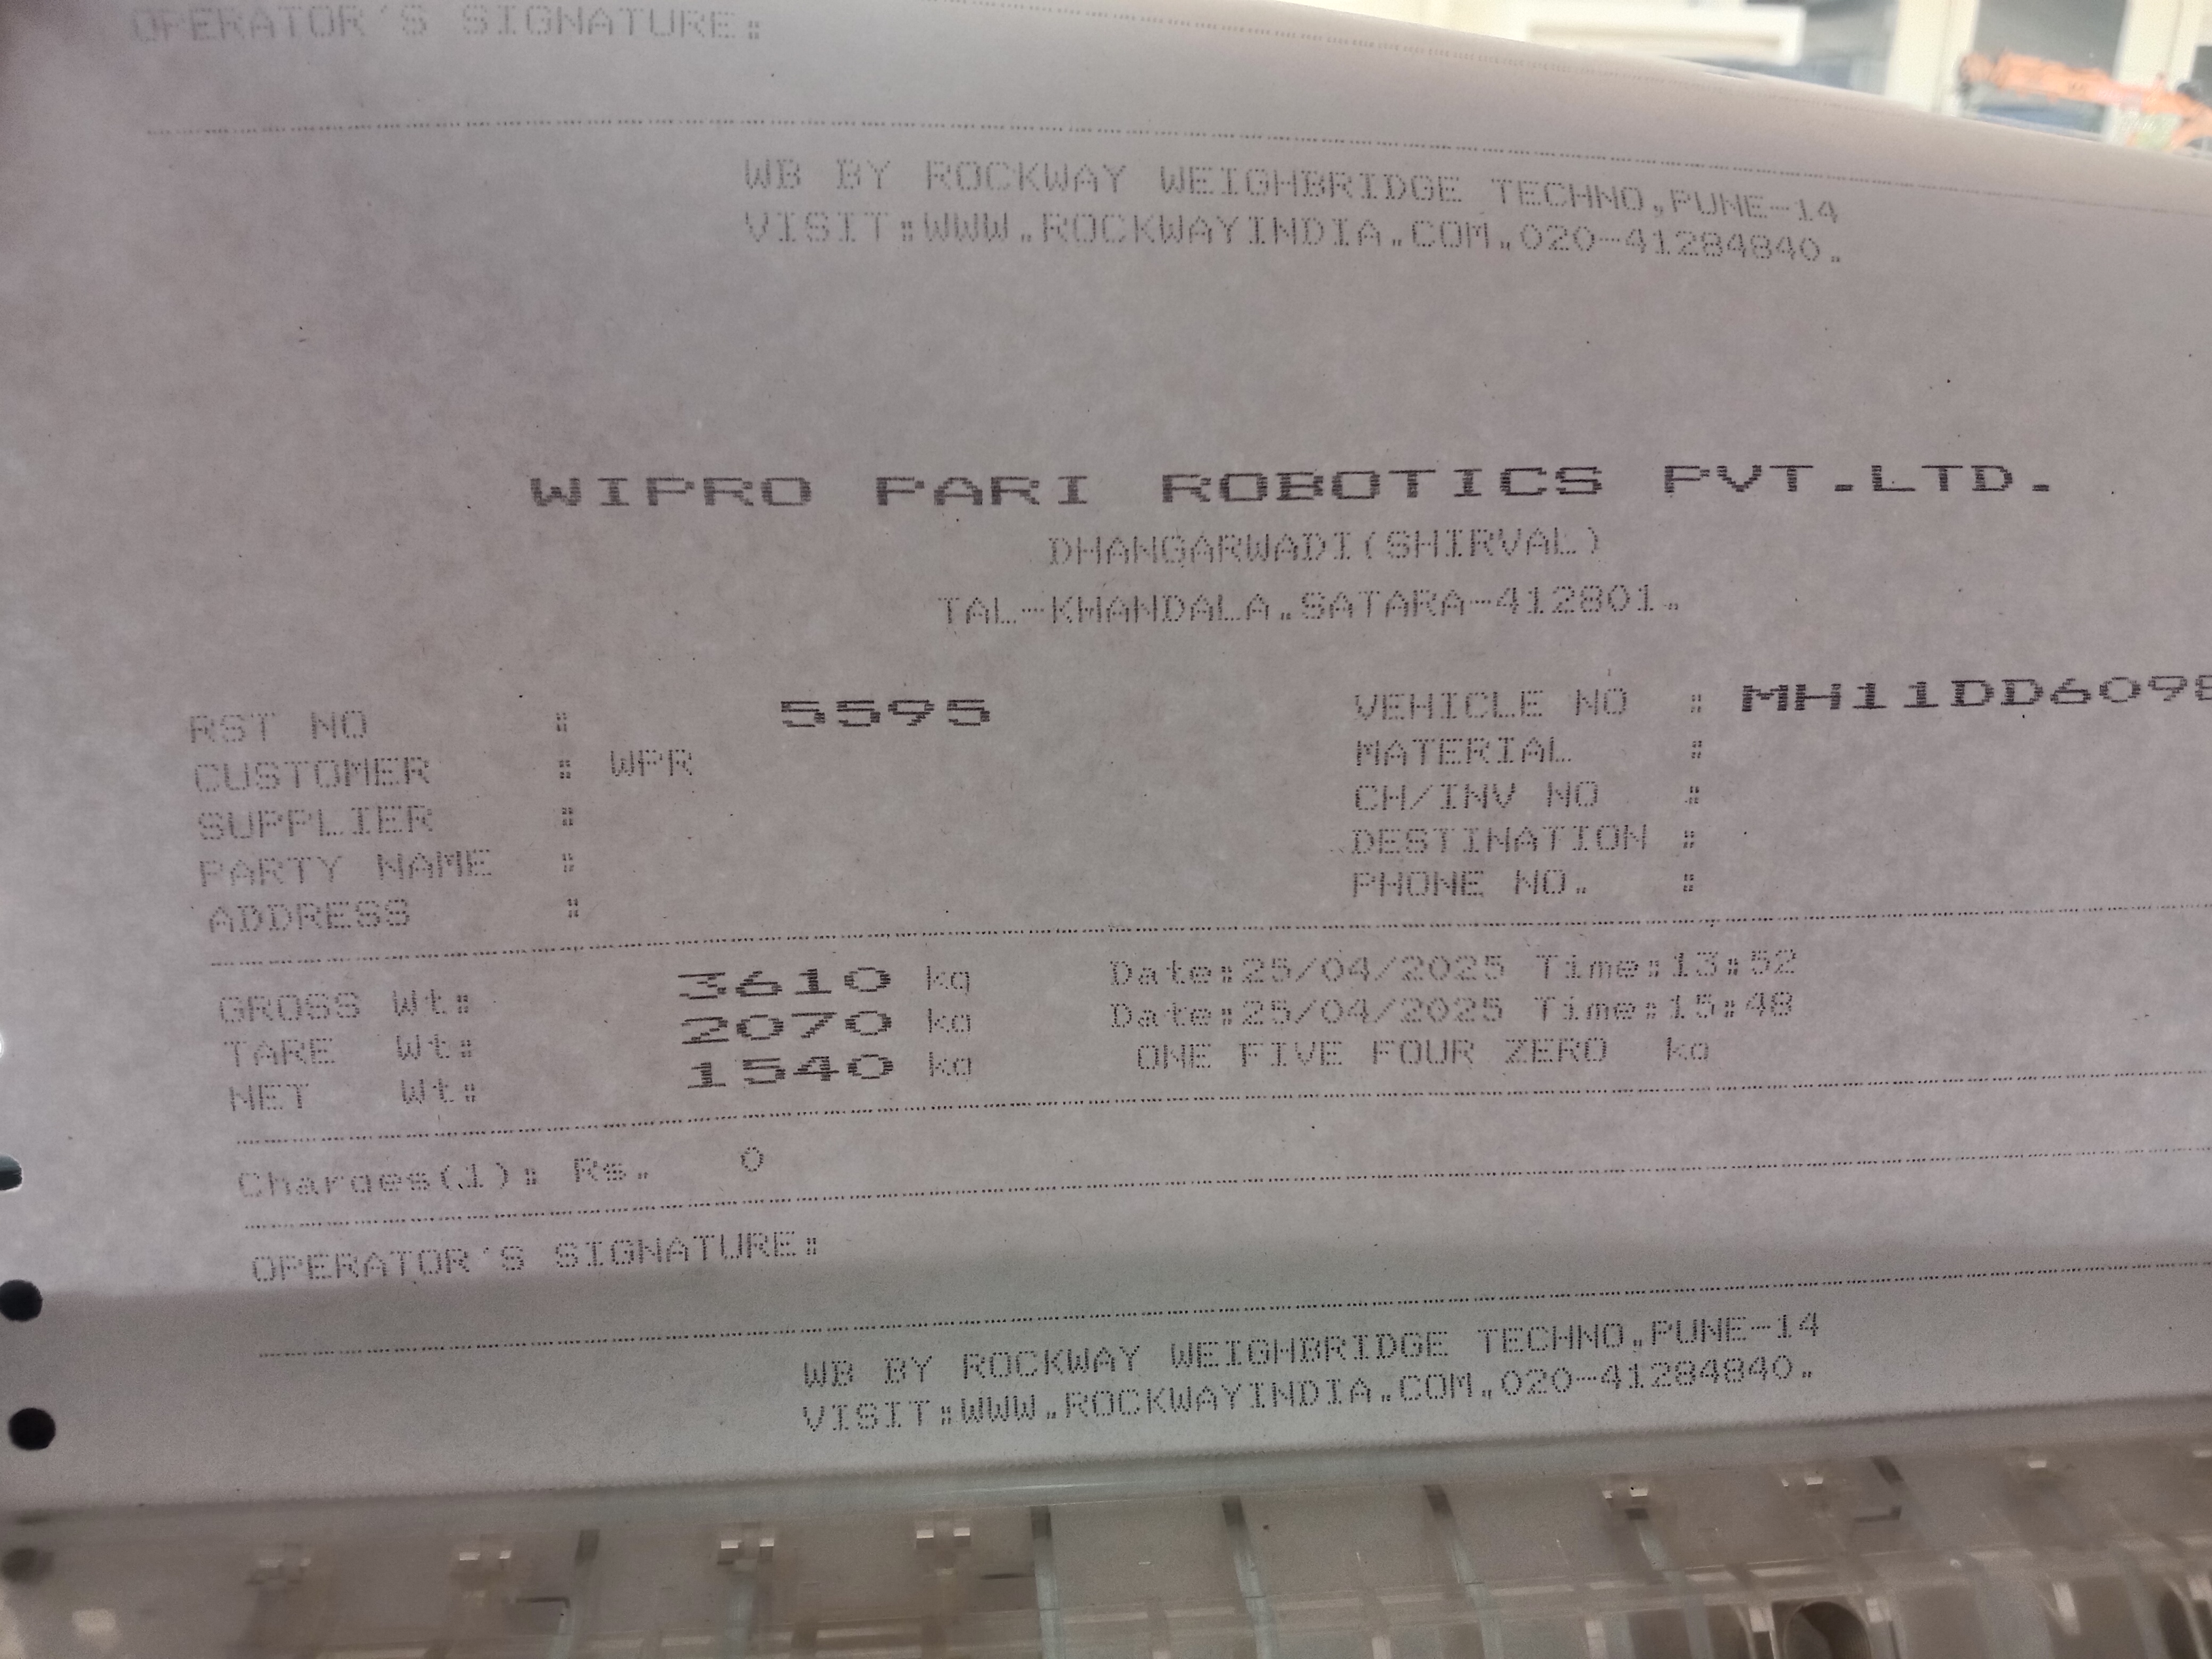 OPERATOR'S SIGNATURE:
WB BY ROCKWAY WEIGHBRIDGE TECHNO.PUNE-14
VISIT:WWW.ROCKWAYINDIA.COM.020-41284840.
WIPRO PARI ROBOTICS PVT.LTD.
DHANGARWADI(SHIRVAL)
TAL-KHANDALA.SATARA-412801.
RST NO : 5595 VEHICLE NO : MH11DD6098
CUSTOMER : WPR MATERIAL :
SUPPLIER : CH/INV NO :
PARTY NAME : DESTINATION :
ADDRESS : PHONE NO. :
GROSS Wt: 3610 kg Date:25/04/2025 Time:13:52
TARE Wt: 2070 kg Date:25/04/2025 Time:15:48
NET Wt: 1540 kg ONE FIVE FOUR ZERO kg
Charges(1): Rs. 0
OPERATOR'S SIGNATURE:
WB BY ROCKWAY WEIGHBRIDGE TECHNO.PUNE-14
VISIT:WWW.ROCKWAYINDIA.COM.020-41284840.